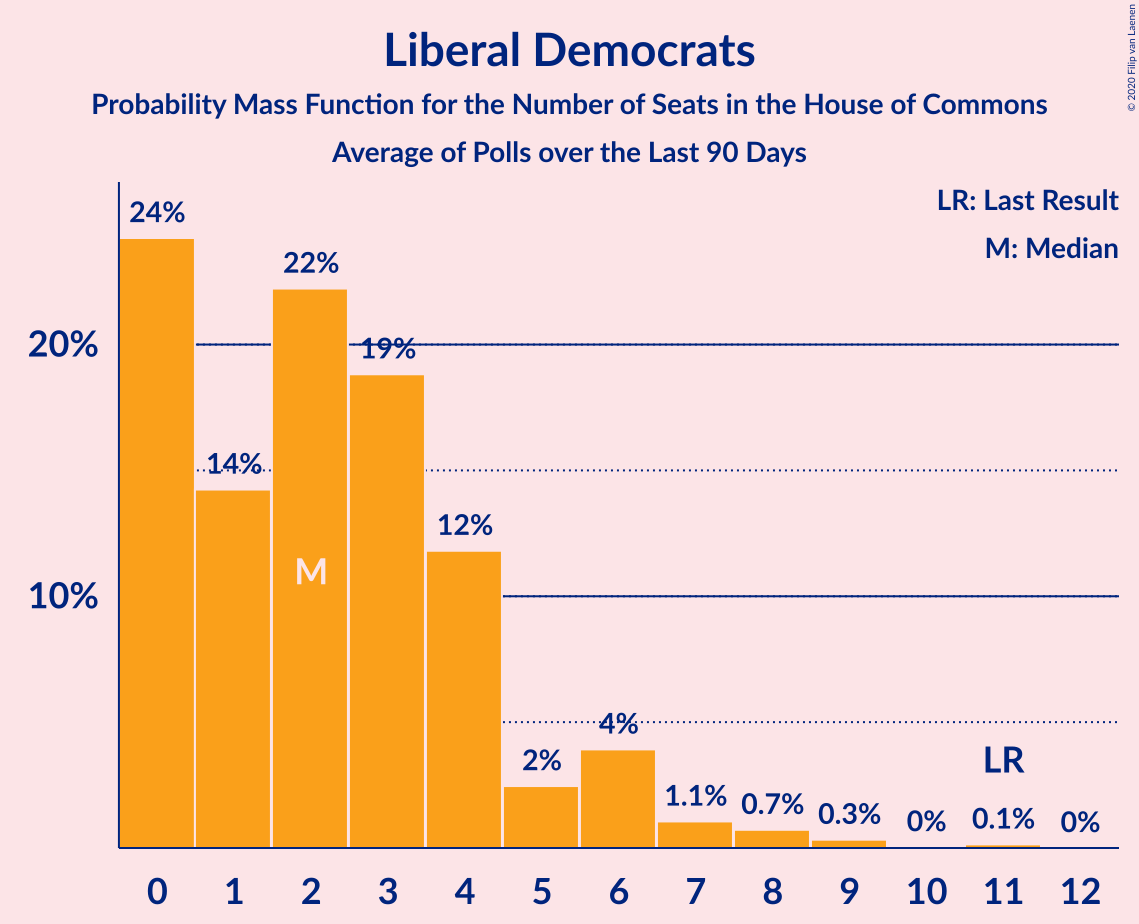 Liberal Democrats
Probability Mass Function for the Number of Seats in the House of Commons
Average of Polls over the Last 90 Days
© 2020 Filip van Laenen
LR: Last Result
M: Median
24%
22%
20%
19%
14%
12%
M
10%
4%
2%
LR
1.1%
0.7%
0.3%
0%
0.1%
0%
0 1 2 3 4 5 6 7 8 9 10 11 12